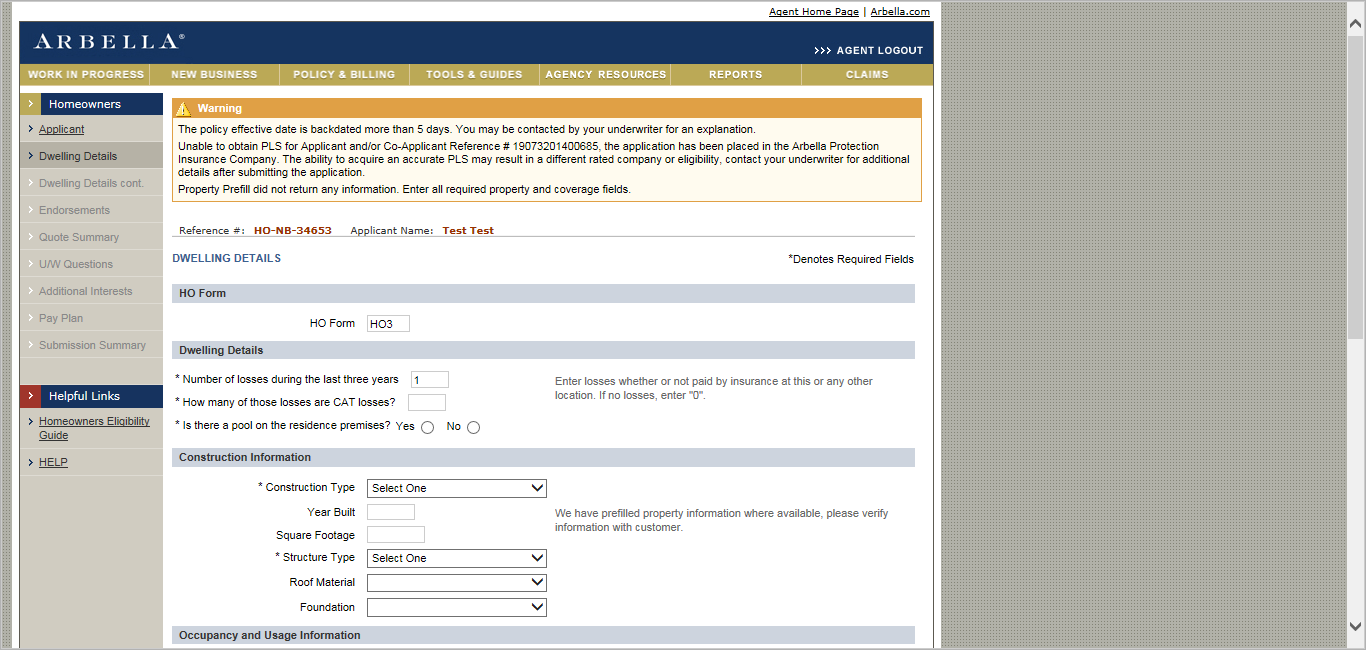 Agent Home Page | Arbella.com
ARBELLA®
>>> AGENT LOGOUT
WORK IN PROGRESS NEW BUSINESS POLICY & BILLING TOOLS & GUIDES AGENCY RESOURCES REPORTS CLAIMS
Homeowners
Applicant
Dwelling Details
Dwelling Details cont.
Endorsements
Quote Summary
U/W Questions
Additional Interests
Pay Plan
Submission Summary
Helpful Links
Homeowners Eligibility
Guide
HELP
Warning
The policy effective date is backdated more than 5 days. You may be contacted by your underwriter for an explanation.
Unable to obtain PLS for Applicant and/or Co-Applicant Reference # 19073201400685, the application has been placed in the Arbella Protection
Insurance Company. The ability to acquire an accurate PLS may result in a different rated company or eligibility, contact your underwriter for additional
details after submitting the application.
Property Prefill did not return any information. Enter all required property and coverage fields.
Reference #: HO-NB-34653 Applicant Name: Test Test
DWELLING DETAILS
*Denotes Required Fields
HO Form
HO Form HO3
Dwelling Details
* Number of losses during the last three years 1
* How many of those losses are CAT losses?
* Is there a pool on the residence premises? Yes No
Enter losses whether or not paid by insurance at this or any other
location. If no losses, enter "0".
Construction Information
* Construction Type Select One
Year Built
Square Footage
* Structure Type Select One
Roof Material
Foundation
We have prefilled property information where available, please verify
information with customer.
Occupancy and Usage Information